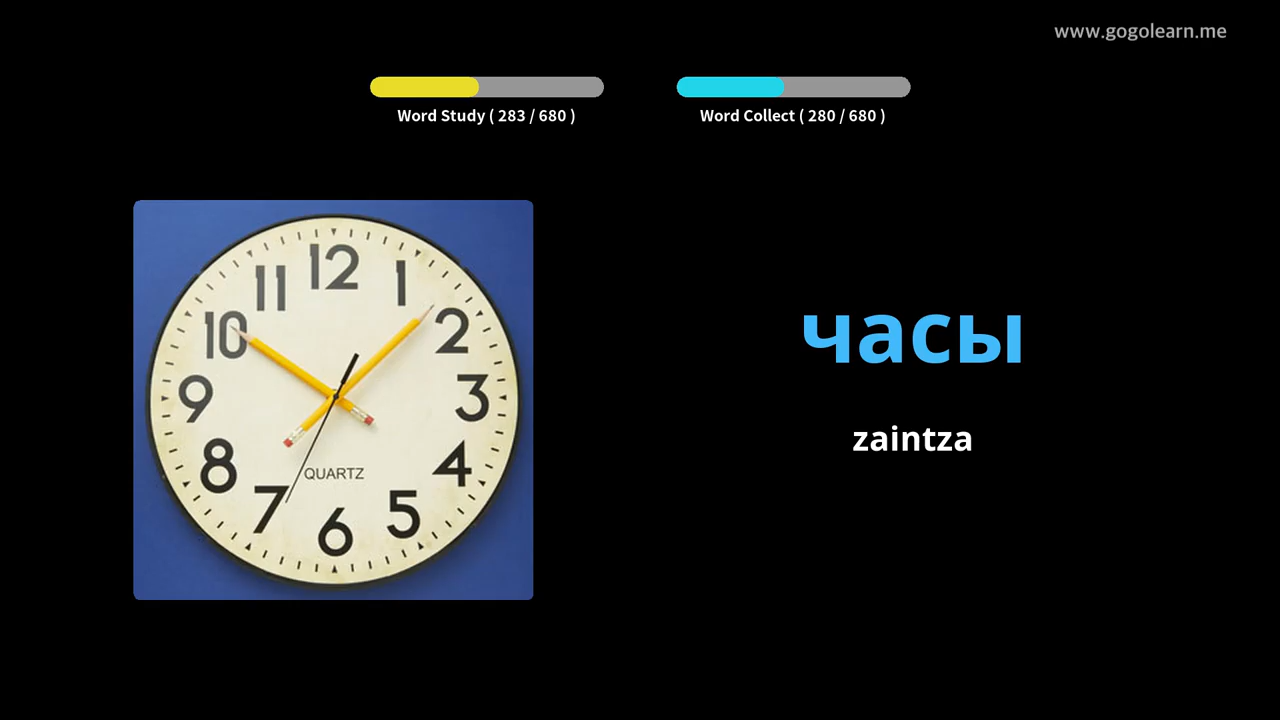 www.gogolearn.me
Word Study ( 283 / 680 )
Word Collect ( 280 / 680 )
12
11
1
10
2
9
3
8
4
QUARTZ
7
5
6
часы
zaintza